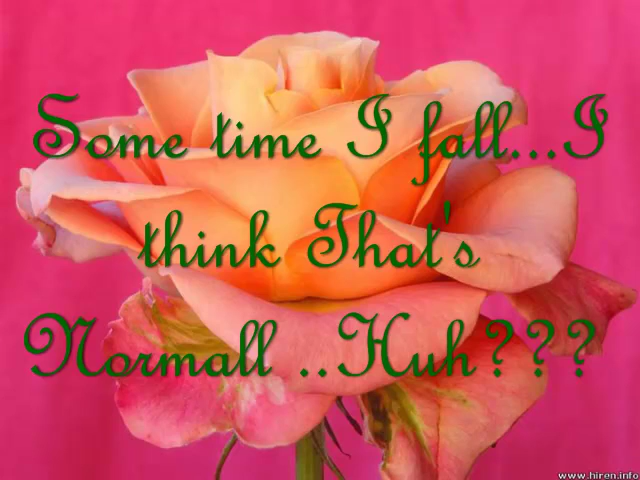 Some time I fall...I
think That's
Normall ..Huh???
www.hiren.info